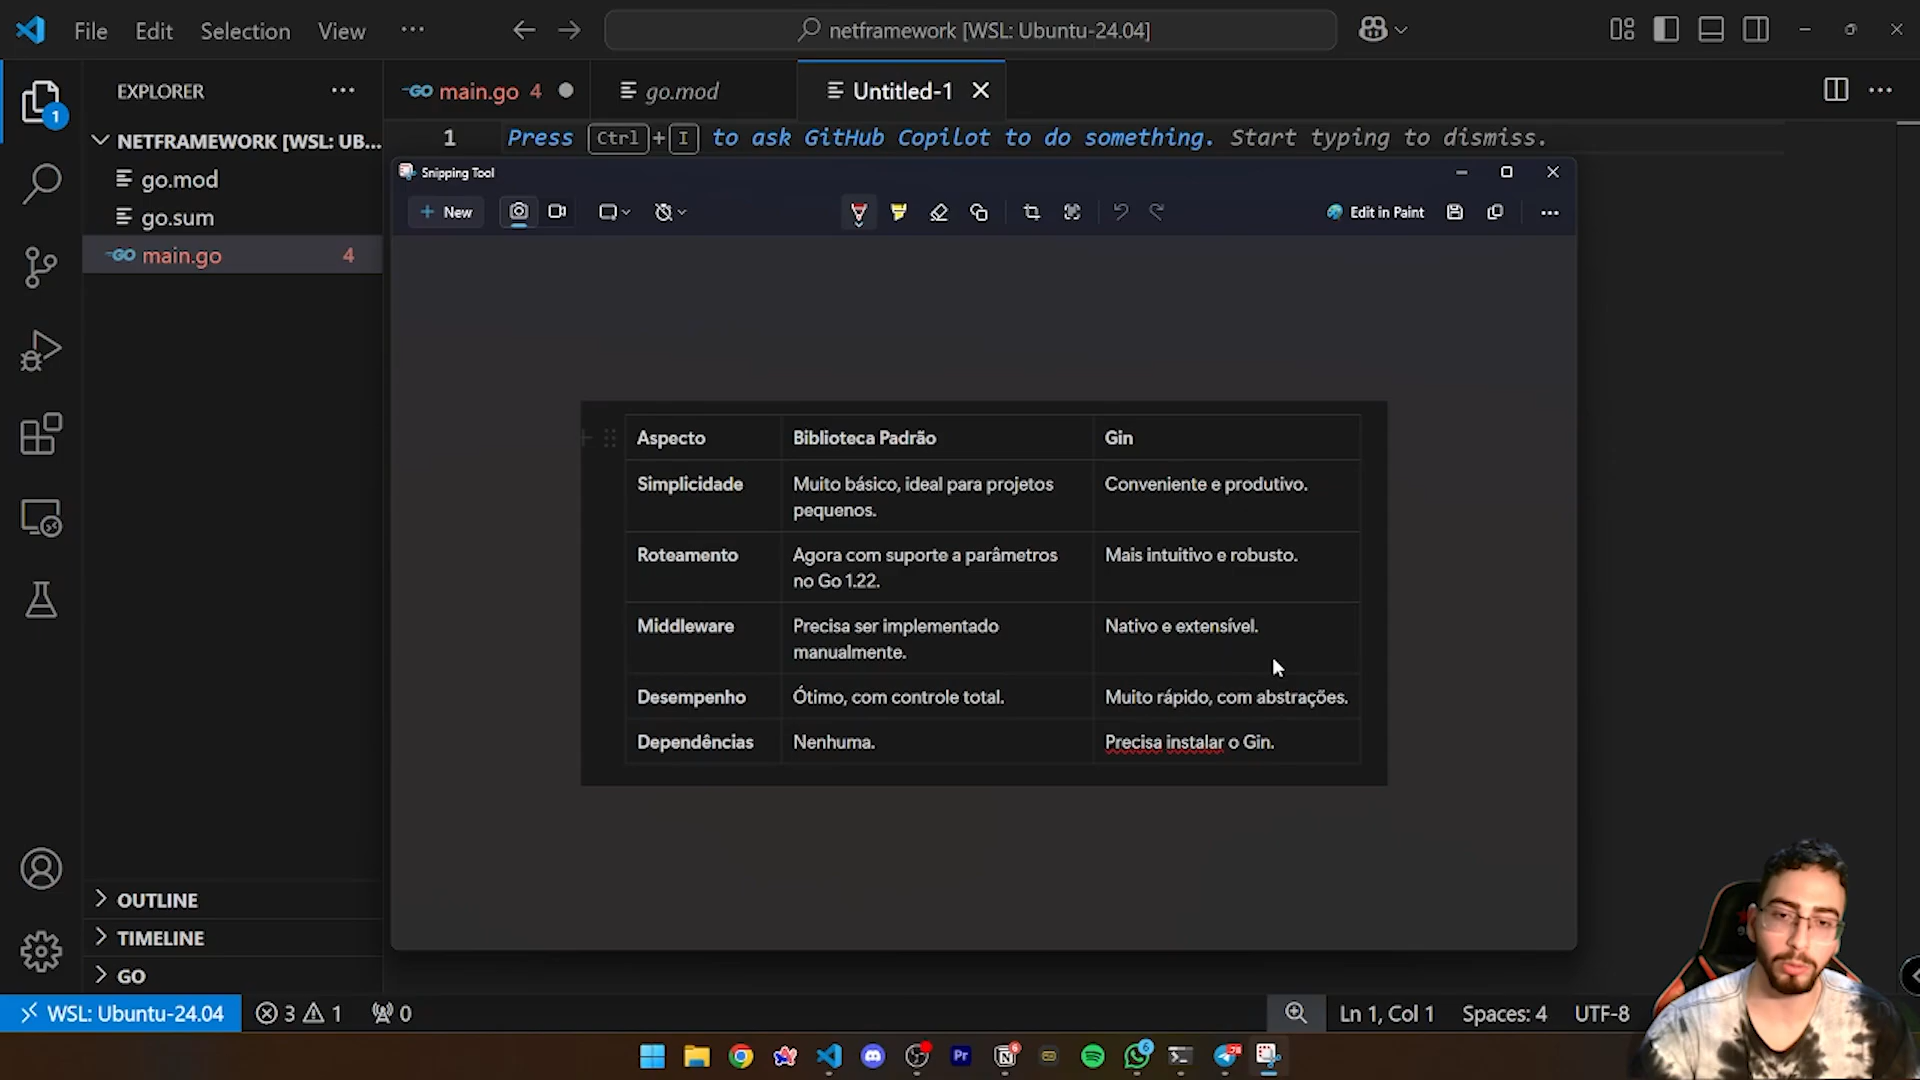 File Edit Selection View ···
netframework [WSL: Ubuntu-24.04]
EXPLORER ···
main.go 4
go.mod
Untitled-1
1
NETFRAMEWORK [WSL: UB...
go.mod
go.sum
main.go 4
1 Press Ctrl+I to ask GitHub Copilot to do something. Start typing to dismiss.
Snipping Tool
New
Edit in Paint
Aspecto Biblioteca Padrão Gin
Simplicidade Muito básico, ideal para projetos Conveniente e produtivo.
pequenos.
Roteamento Agora com suporte a parâmetros Mais intuitivo e robusto.
no Go 1.22.
Middleware Precisa ser implementado Nativo e extensível.
manualmente.
Desempenho Ótimo, com controle total. Muito rápido, com abstrações.
Dependências Nenhuma. Precisa instalar o Gin.
OUTLINE
TIMELINE
GO
WSL: Ubuntu-24.04 3 1 0 Ln 1, Col 1 Spaces: 4 UTF-8
Pr
6